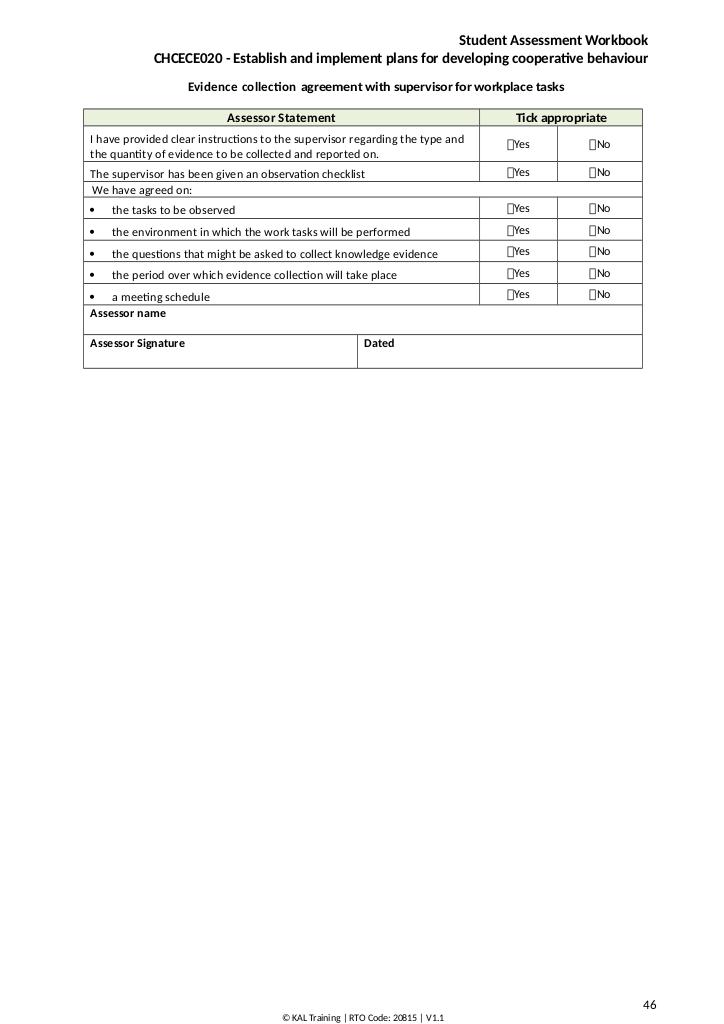 Student Assessment Workbook
CHCECE020 - Establish and implement plans for developing cooperative behaviour
Evidence collection agreement with supervisor for workplace tasks
Assessor Statement Tick appropriate
I have provided clear instructions to the supervisor regarding the type and
the quantity of evidence to be collected and reported on. Yes No
The supervisor has been given an observation checklist Yes No
We have agreed on:
• the tasks to be observed Yes No
• the environment in which the work tasks will be performed Yes No
• the questions that might be asked to collect knowledge evidence Yes No
• the period over which evidence collection will take place Yes No
• a meeting schedule Yes No
Assessor name
Assessor Signature Dated
46
© KAL Training | RTO Code: 20815 | V1.1